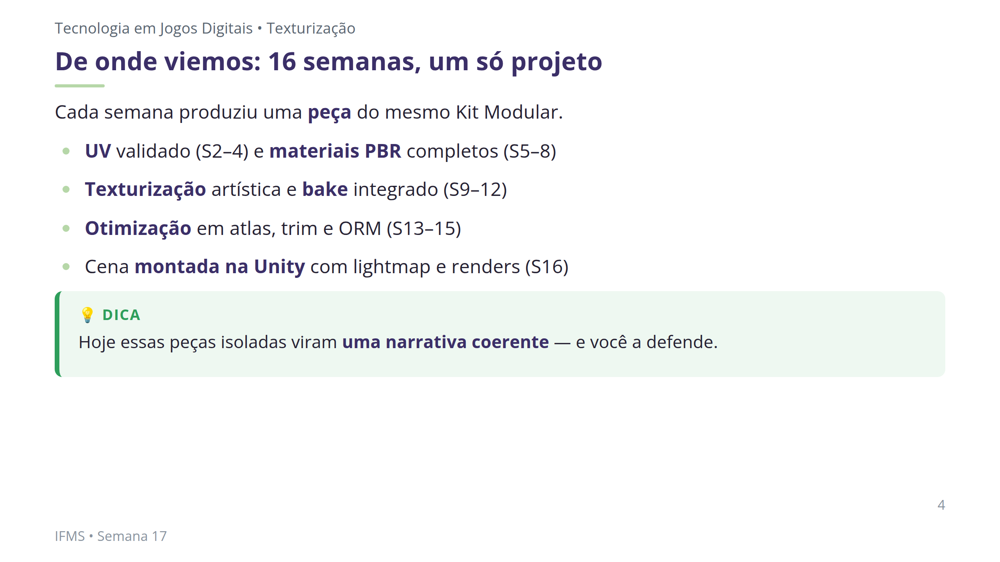 Tecnologia em Jogos Digitais • Texturização
De onde viemos: 16 semanas, um só projeto
Cada semana produziu uma peça do mesmo Kit Modular.
• UV validado (S2–4) e materiais PBR completos (S5–8)
• Texturização artística e bake integrado (S9–12)
• Otimização em atlas, trim e ORM (S13–15)
• Cena montada na Unity com lightmap e renders (S16)
💡 DICA
Hoje essas peças isoladas viram uma narrativa coerente — e você a defende.
4
IFMS • Semana 17